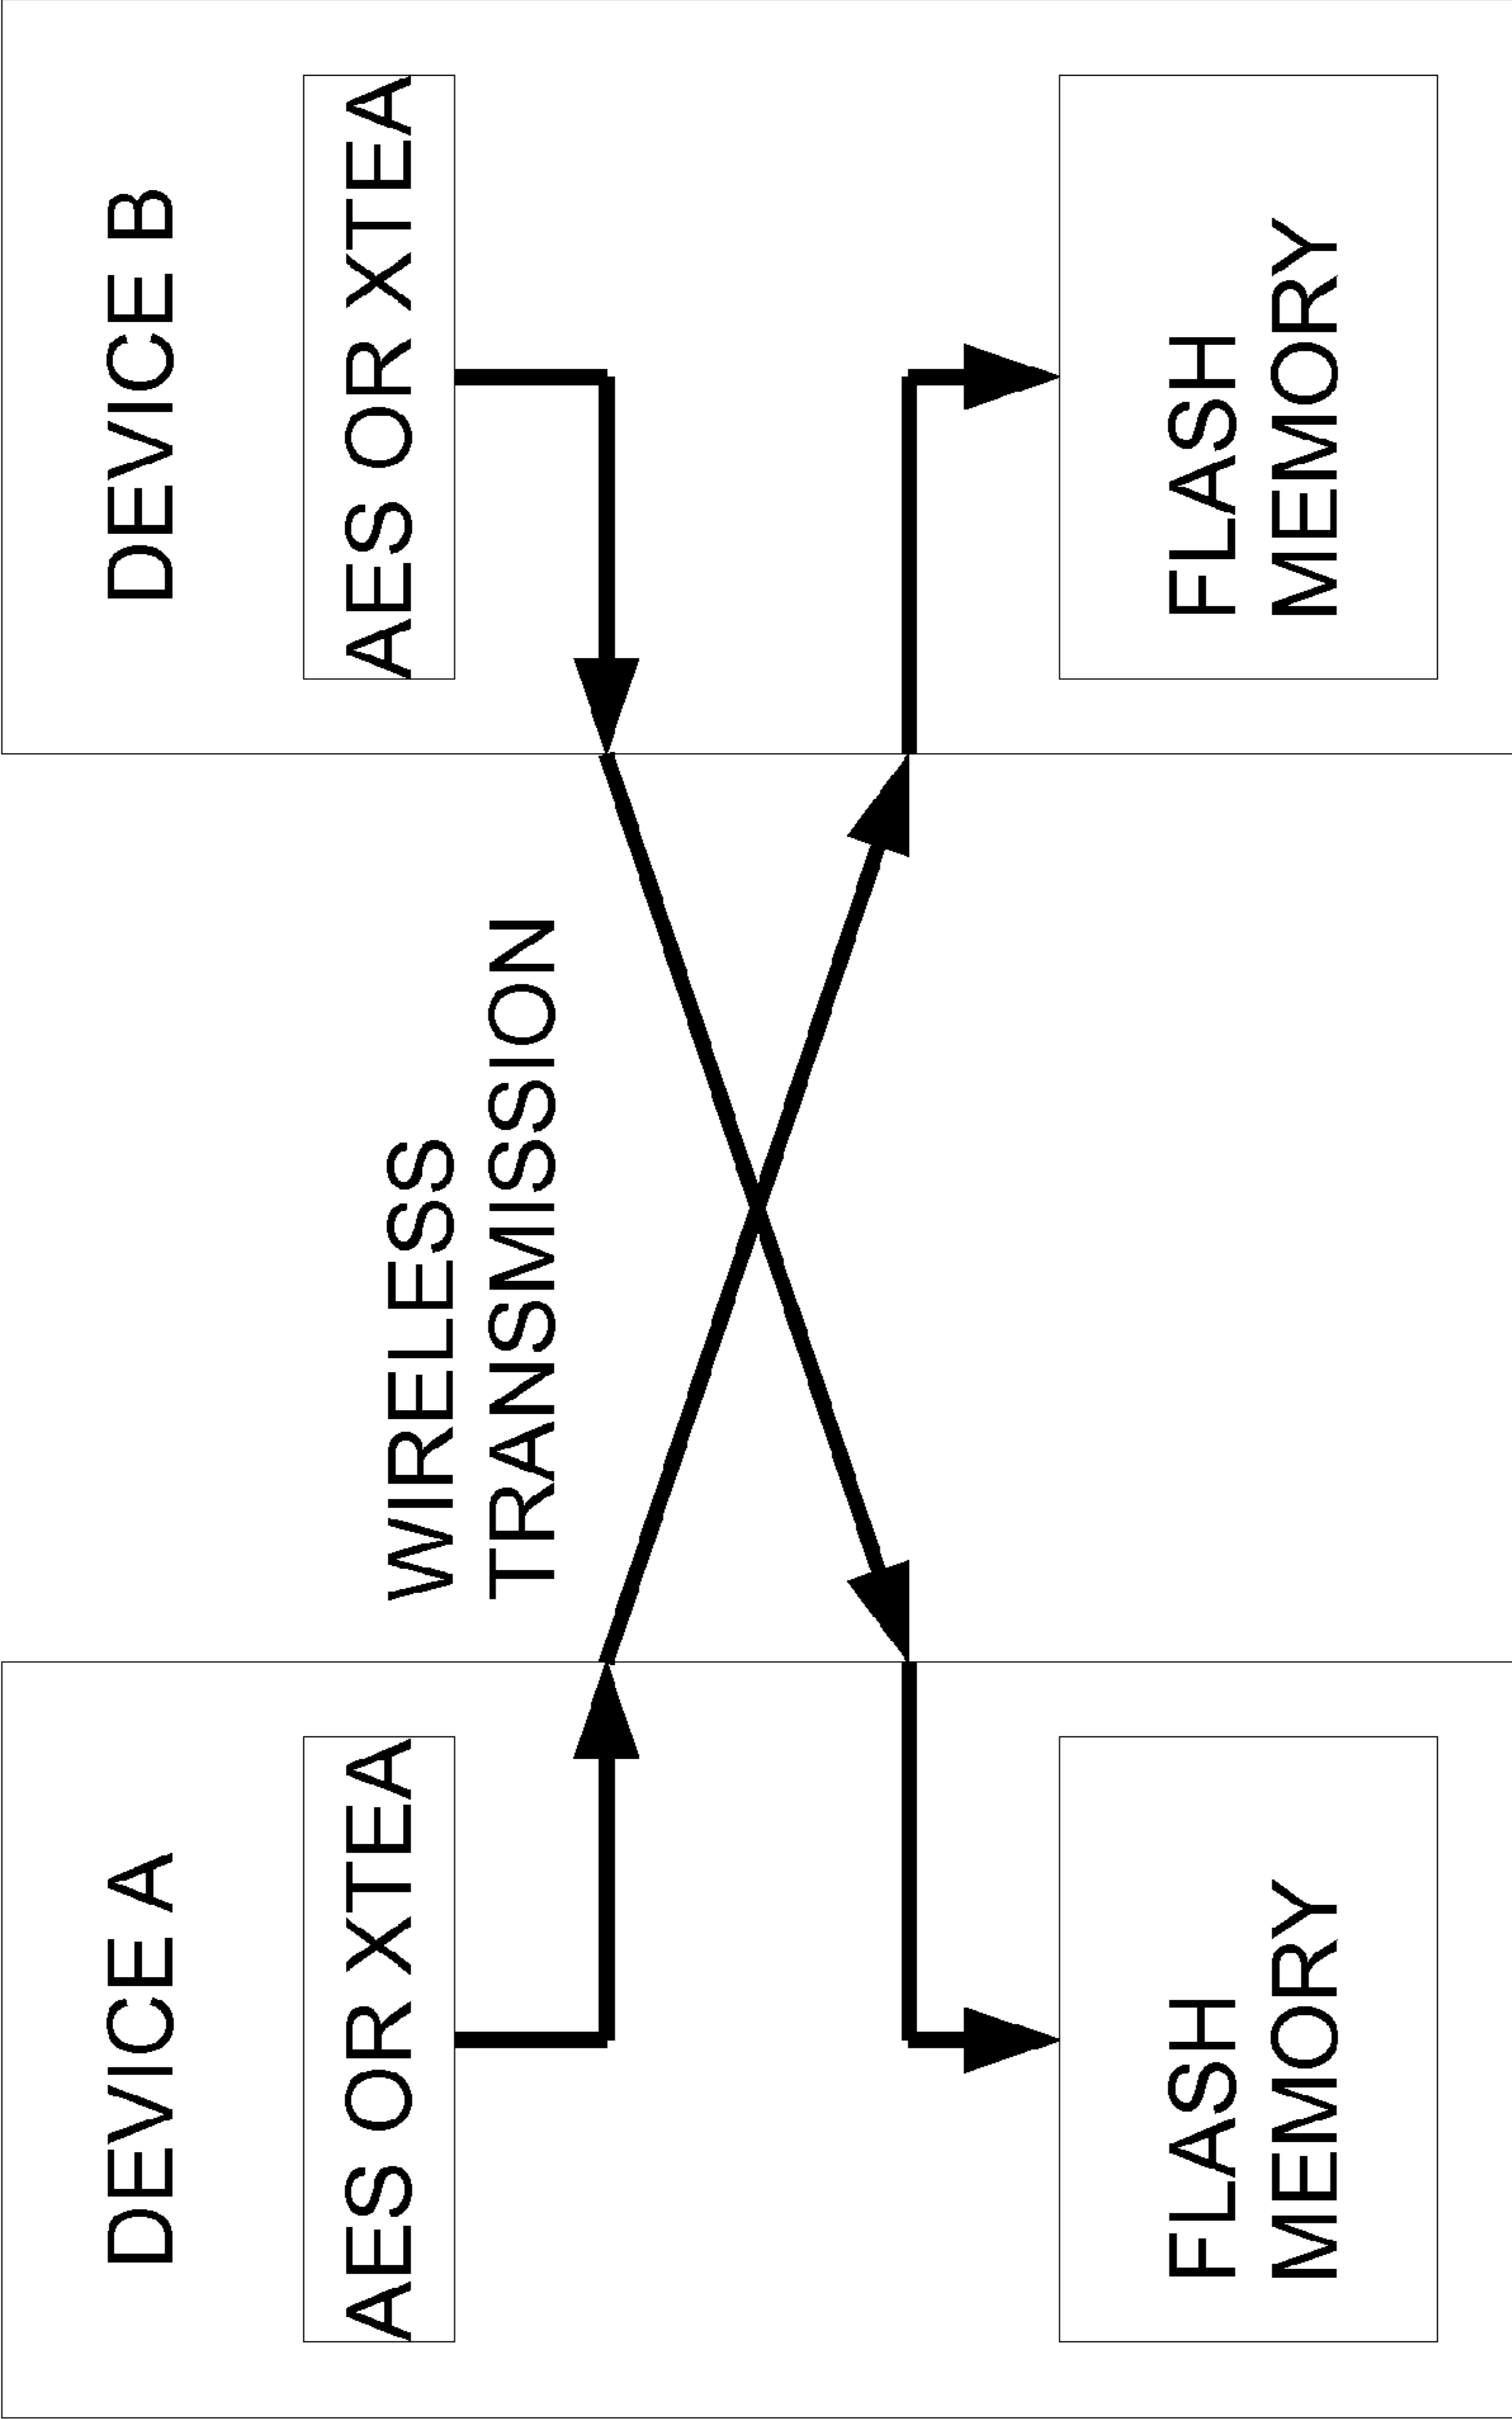 DEVICE A
AES OR XTEA
FLASH
MEMORY
WIRELESS
TRANSMISSION
DEVICE B
AES OR XTEA
FLASH
MEMORY